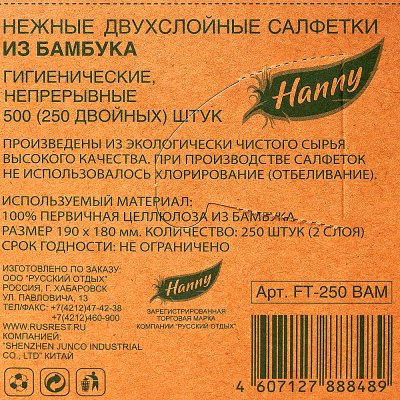 НЕЖНЫЕ ДВУХСЛОЙНЫЕ САЛФЕТКИ
ИЗ БАМБУКА
ГИГИЕНИЧЕСКИЕ,
НЕПРЕРЫВНЫЕ
500 (250 ДВОЙНЫХ) ШТУК
Hanny
ПРОИЗВЕДЕНЫ ИЗ ЭКОЛОГИЧЕСКИ ЧИСТОГО СЫРЬЯ
ВЫСОКОГО КАЧЕСТВА. ПРИ ПРОИЗВОДСТВЕ САЛФЕТОК
НЕ ИСПОЛЬЗОВАЛОСЬ ХЛОРИРОВАНИЕ (ОТБЕЛИВАНИЕ).
ИСПОЛЬЗУЕМЫЙ МАТЕРИАЛ:
100% ПЕРВИЧНАЯ ЦЕЛЛЮЛОЗА ИЗ БАМБУКА
РАЗМЕР 190 х 180 мм. КОЛИЧЕСТВО: 250 ШТУК (2 СЛОЯ)
СРОК ГОДНОСТИ: НЕ ОГРАНИЧЕНО
ИЗГОТОВЛЕНО ПО ЗАКАЗУ:
ООО "РУССКИЙ ОТДЫХ"
РОССИЯ, Г. ХАБАРОВСК
УЛ. ПАВЛОВИЧА, 13
ТЕЛ/ФАКС: +7(4212)47-42-38
+7(4212)460-900
WWW.RUSREST.RU
КОМПАНИЕЙ:
"SHENZHEN JUNCO INDUSTRIAL
CO., LTD" КИТАЙ
Hanny
ЗАРЕГИСТРИРОВАННАЯ
ТОРГОВАЯ МАРКА
КОМПАНИИ "РУССКИЙ ОТДЫХ"
Арт. FT-250 BAM
4 607127 888489